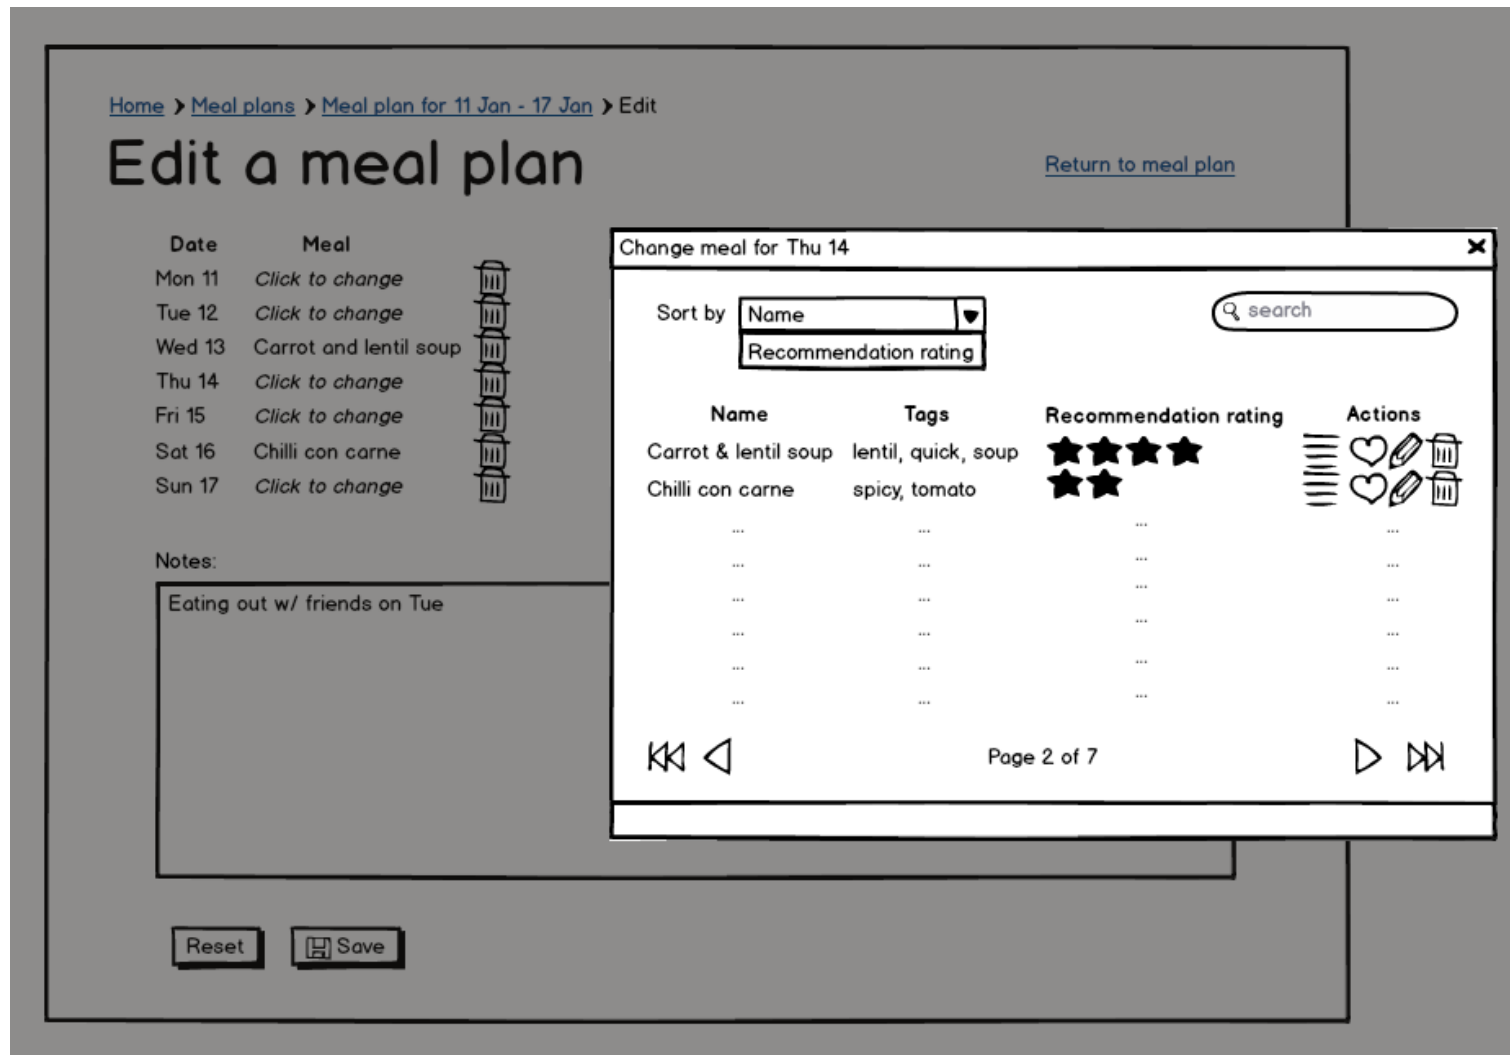 Home > Meal plans > Meal plan for 11 Jan - 17 Jan > Edit
Edit a meal plan
Return to meal plan
Date Meal
Mon 11 Click to change
Tue 12 Click to change
Wed 13 Carrot and lentil soup
Thu 14 Click to change
Fri 15 Click to change
Sat 16 Chilli con carne
Sun 17 Click to change
Notes:
Eating out w/ friends on Tue
Reset Save
Change meal for Thu 14
Sort by Name search
Recommendation rating
Name Tags Recommendation rating Actions
Carrot & lentil soup lentil, quick, soup
Chilli con carne spicy, tomato
... ... ... ...
... ... ... ...
... ... ... ...
... ... ... ...
... ... ... ...
... ... ... ...
Page 2 of 7